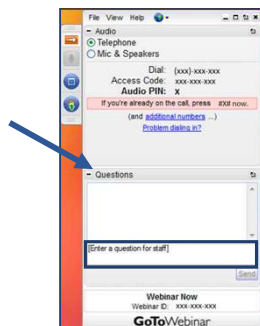 File View Help
Audio
Telephone
Mic & Speakers
Dial: (xxx)-xxx-xxx
Access Code: xxx-xxx-xxx
Audio PIN: x
If you're already on the call, press #x# now.
(and additional numbers ...)
Problem dialing in?
Questions
[Enter a question for staff]
Send
Webinar Now
Webinar ID: xxx-xxx-xxx
GoToWebinar